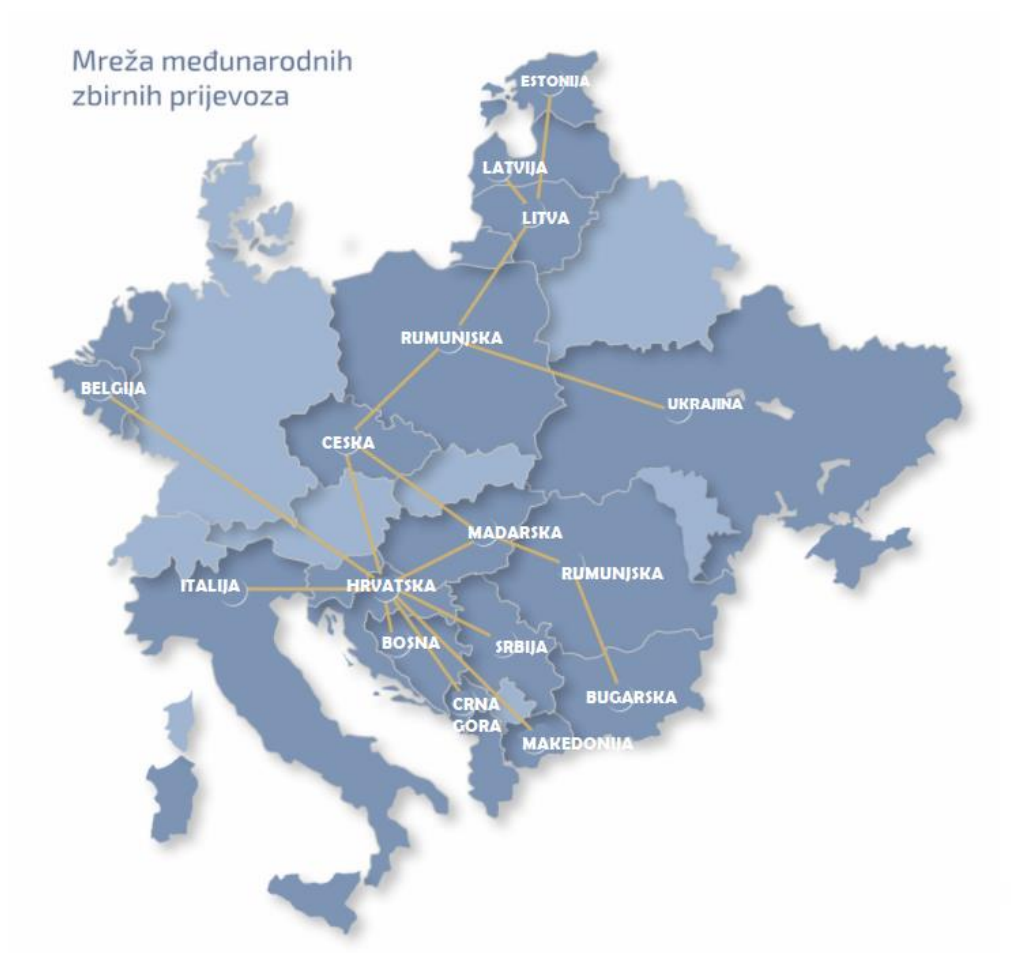 Mreža međunarodnih
zbirnih prijevoza
ESTONIJA
LATVIJA
LITVA
RUMUNJSKA
BELGIJA
UKRAJINA
CESKA
MADARSKA
RUMUNJSKA
ITALIJA
HRVATSKA
BOSNA
SRBIJA
BUGARSKA
CRNA
GORA
MAKEDONIJA